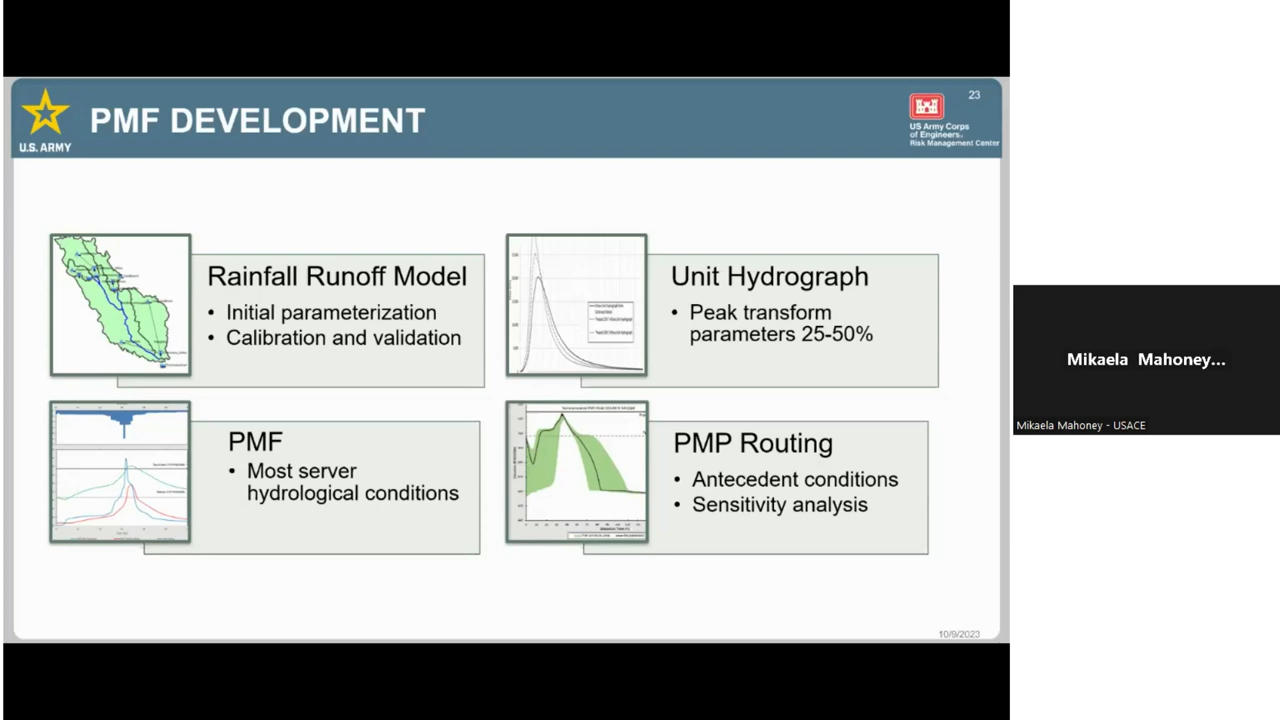 PMF DEVELOPMENT
U.S. ARMY
23
US Army Corps
of Engineers®
Risk Management Center
Rainfall Runoff Model
• Initial parameterization
• Calibration and validation
Unit Hydrograph
• Peak transform
parameters 25-50%
PMF
• Most server
hydrological conditions
PMP Routing
• Antecedent conditions
• Sensitivity analysis
10/9/2023
Mikaela Mahoney...
Mikaela Mahoney - USACE